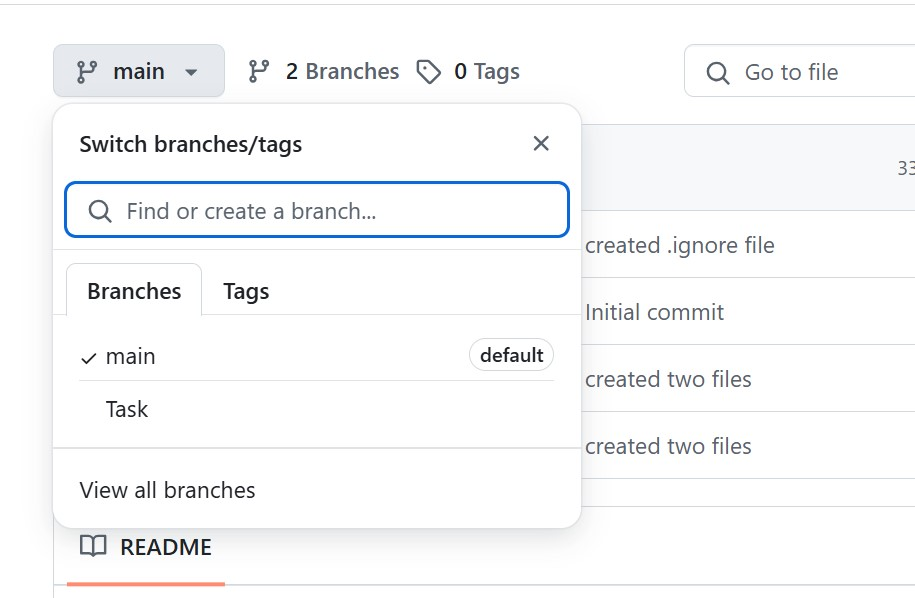 main 2 Branches 0 Tags Go to file
Switch branches/tags
33
Find or create a branch...
created .ignore file
Branches Tags
Initial commit
main default
created two files
Task
created two files
View all branches
README